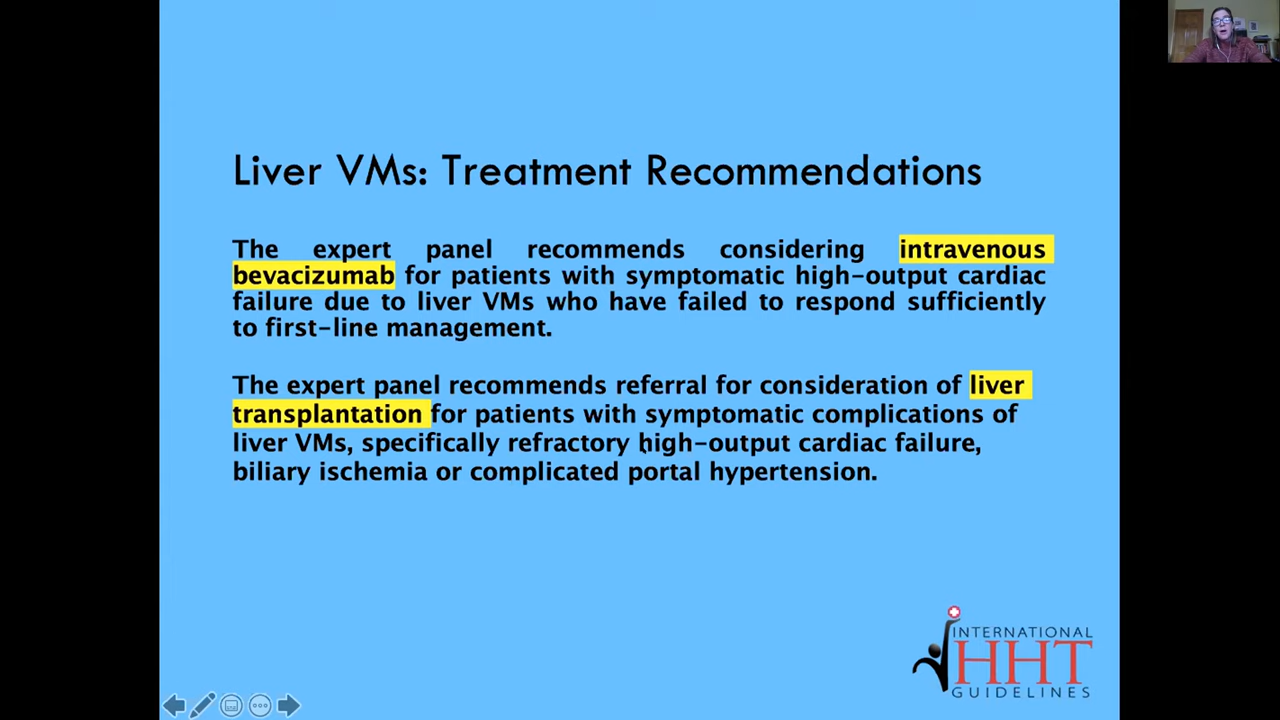 Liver VMs: Treatment Recommendations
The expert panel recommends considering intravenous
bevacizumab for patients with symptomatic high-output cardiac
failure due to liver VMs who have failed to respond sufficiently
to first-line management.
The expert panel recommends referral for consideration of liver
transplantation for patients with symptomatic complications of
liver VMs, specifically refractory high-output cardiac failure,
biliary ischemia or complicated portal hypertension.
INTERNATIONAL
HHT
GUIDELINES